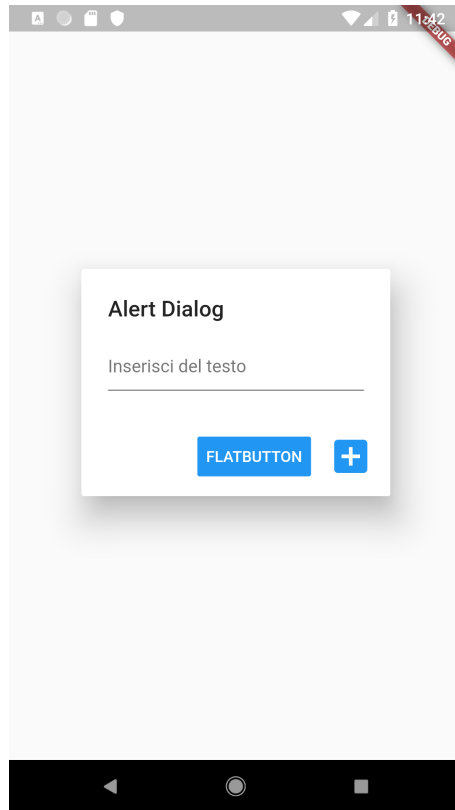 11:42
DEBUG
Alert Dialog
Inserisci del testo
FLATBUTTON